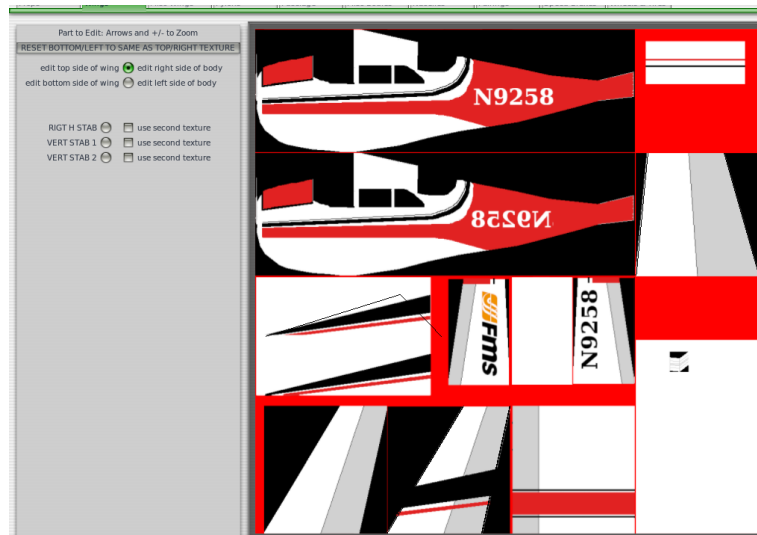 Part to Edit: Arrows and +/- to Zoom
RESET BOTTOM/LEFT TO SAME AS TOP/RIGHT TEXTURE
edit top side of wing edit right side of body
edit bottom side of wing edit left side of body
RIGT H STAB use second texture
VERT STAB 1 use second texture
VERT STAB 2 use second texture
N9258
N9258
FMS
N9258